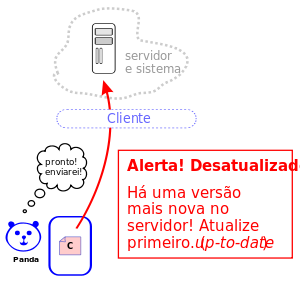 servidor
e sistema
Cliente
pronto!
enviarei!
Alerta! Desatualizad
Há uma versão
mais nova no
servidor! Atualize
primeiro.(up-to-date)
C
Panda